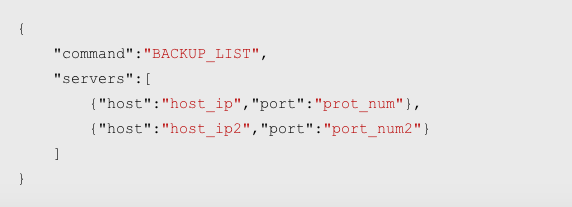 {
"command":"BACKUP_LIST",
"servers":[
{"host":"host_ip","port":"prot_num"},
{"host":"host_ip2","port":"port_num2"}
]
}